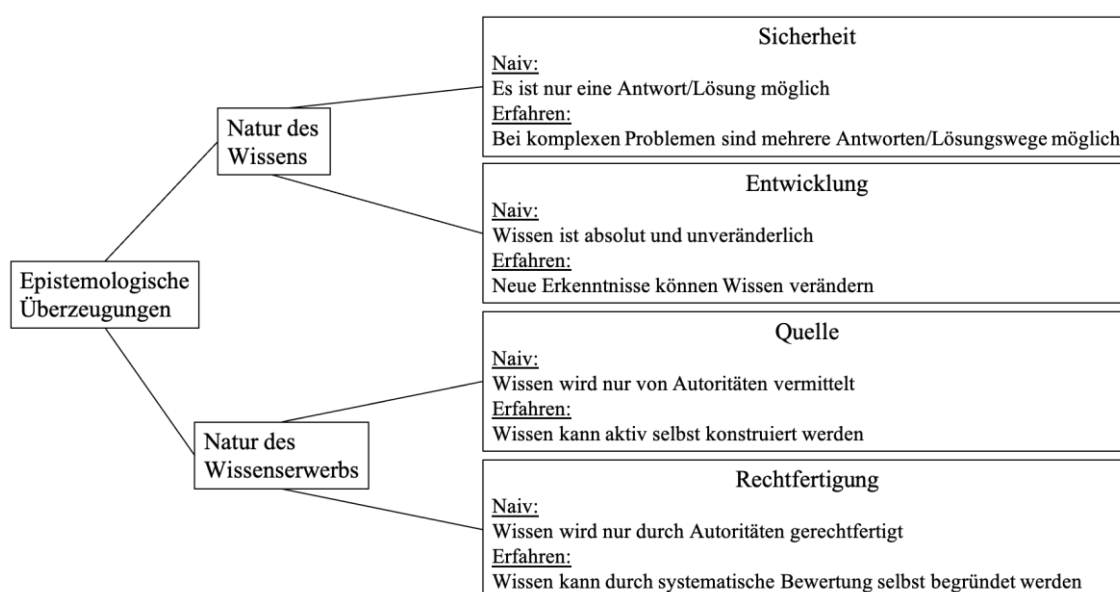 Sicherheit
Naiv:
Es ist nur eine Antwort/Lösung möglich
Erfahren:
Bei komplexen Problemen sind mehrere Antworten/Lösungswege möglich
Natur des
Wissens
Entwicklung
Naiv:
Wissen ist absolut und unveränderlich
Erfahren:
Neue Erkenntnisse können Wissen verändern
Epistemologische
Überzeugungen
Quelle
Naiv:
Wissen wird nur von Autoritäten vermittelt
Erfahren:
Wissen kann aktiv selbst konstruiert werden
Natur des
Wissenserwerbs
Rechtfertigung
Naiv:
Wissen wird nur durch Autoritäten gerechtfertigt
Erfahren:
Wissen kann durch systematische Bewertung selbst begründet werden